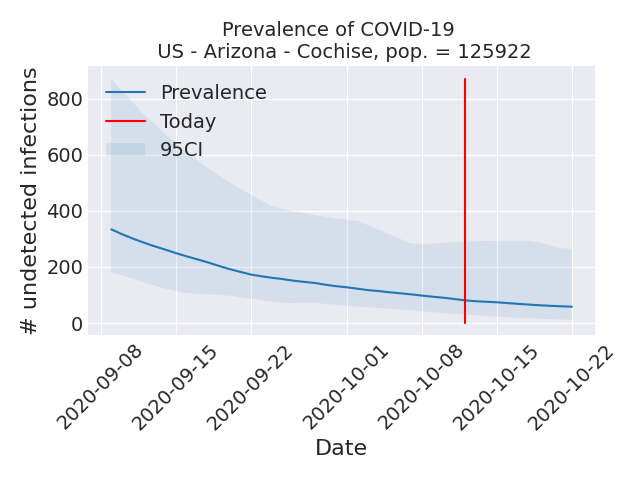 Prevalence of COVID-19
US - Arizona - Cochise, pop. = 125922
# undetected infections
800
600
400
200
0
Prevalence
Today
95CI
2020-09-08
2020-09-15
2020-09-22
2020-10-01
2020-10-08
2020-10-15
2020-10-22
Date